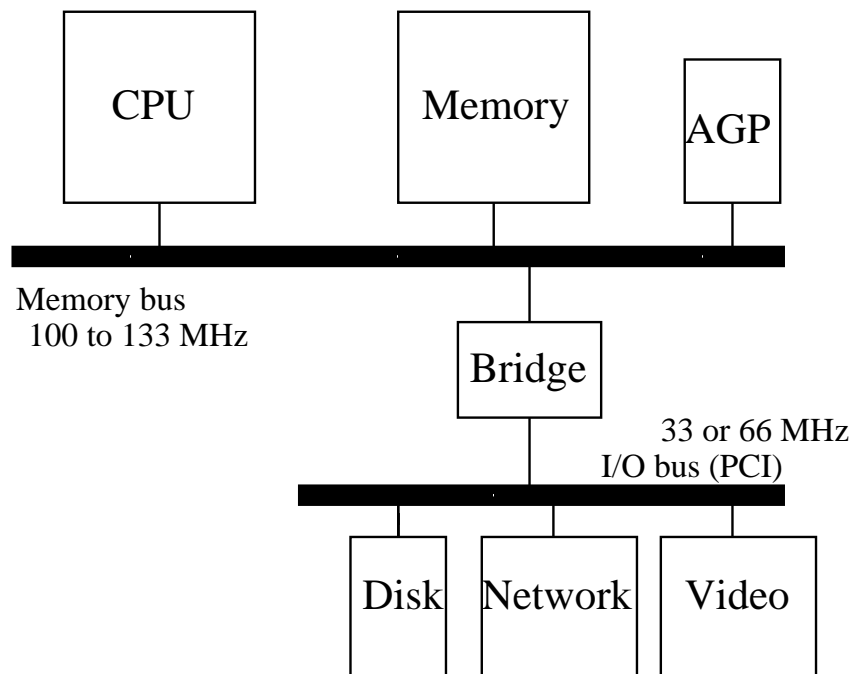 CPU
Memory
AGP
Memory bus
100 to 133 MHz
Bridge
33 or 66 MHz
I/O bus (PCI)
Disk
Network
Video